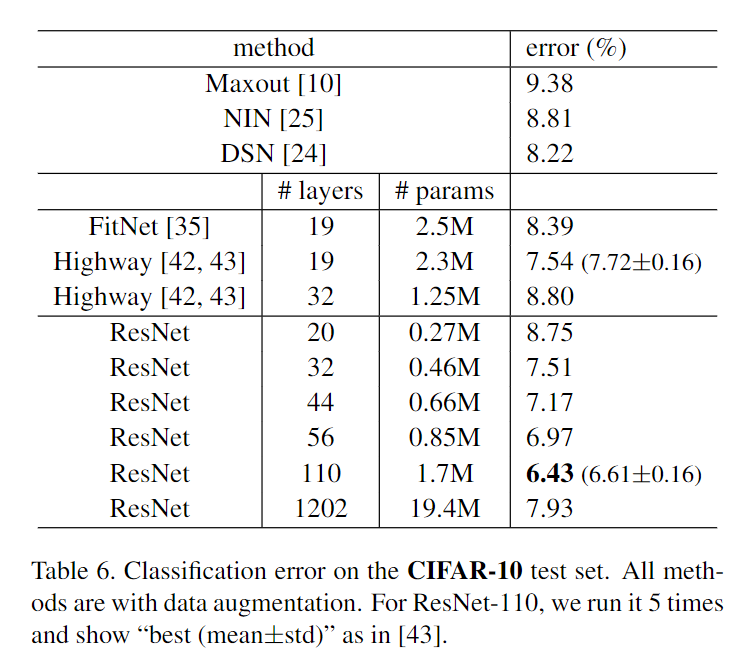 method error (%)
Maxout [10] 9.38
NIN [25] 8.81
DSN [24] 8.22
# layers # params
FitNet [35] 19 2.5M 8.39
Highway [42, 43] 19 2.3M 7.54 (7.72±0.16)
Highway [42, 43] 32 1.25M 8.80
ResNet 20 0.27M 8.75
ResNet 32 0.46M 7.51
ResNet 44 0.66M 7.17
ResNet 56 0.85M 6.97
ResNet 110 1.7M 6.43 (6.61±0.16)
ResNet 1202 19.4M 7.93
Table 6. Classification error on the CIFAR-10 test set. All meth-
ods are with data augmentation. For ResNet-110, we run it 5 times
and show “best (mean±std)” as in [43].